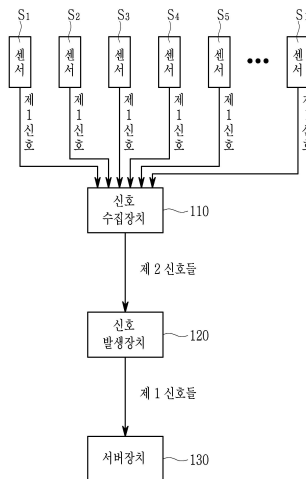 S1 S2 S3 S4 S5
센서 센서 센서 센서 센서 ••• 센서
제1신호 제1신호 제1신호 제1신호 제1신호
신호 수집장치 110
제 2 신호들
신호 발생장치 120
제 1 신호들
서버장치 130